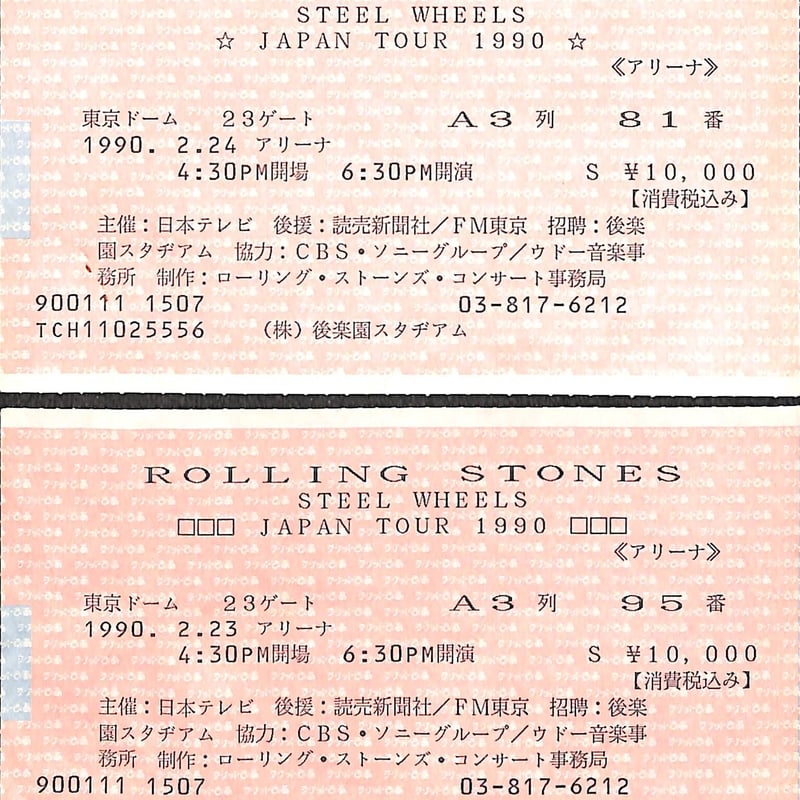 STEEL WHEELS
☆ JAPAN TOUR 1990 ☆
《アリーナ》
東京ドーム 23ゲート A3 列 81 番
1990. 2.24 アリーナ
4:30PM開場 6:30PM開演 S ¥10,000
【消費税込み】
主催:日本テレビ 後援:読売新聞社/FM東京 招聘:後楽
園スタヂアム 協力:CBS・ソニーグループ/ウドー音楽事
務所 制作:ローリング・ストーンズ・コンサート事務局
900111 1507 03-817-6212
TCH11025556 (株)後楽園スタヂアム
ROLLING STONES
STEEL WHEELS
□□□ JAPAN TOUR 1990 □□□
《アリーナ》
東京ドーム 23ゲート A3 列 95 番
1990. 2.23 アリーナ
4:30PM開場 6:30PM開演 S ¥10,000
【消費税込み】
主催:日本テレビ 後援:読売新聞社/FM東京 招聘:後楽
園スタヂアム 協力:CBS・ソニーグループ/ウドー音楽事
務所 制作:ローリング・ストーンズ・コンサート事務局
900111 1507 03-817-6212